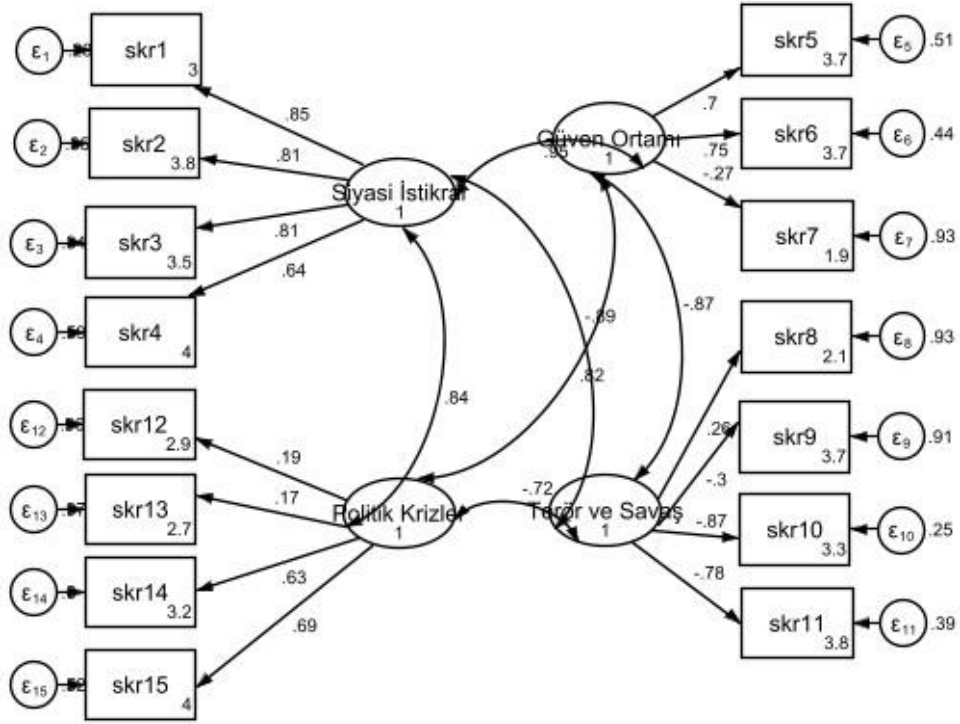 ε1
skr1
3
.85
ε2
skr2
3.8
.81
ε3
skr3
3.5
.81
ε4
skr4
4
.64
Siyasi İstikrar
1
.95
Güven Ortamı
1
.7
skr5
3.7
ε5
.51
.75
skr6
3.7
ε6
.44
-.27
skr7
1.9
ε7
.93
-.89
.82
-.87
.84
ε12
skr12
2.9
.19
ε13
skr13
2.7
.17
ε14
skr14
3.2
.63
ε15
skr15
4
.69
Politik Krizler
1
-.72
Terör ve Savaş
1
.26
skr8
2.1
ε8
.93
-.3
skr9
3.7
ε9
.91
-.87
skr10
3.3
ε10
.25
-.78
skr11
3.8
ε11
.39